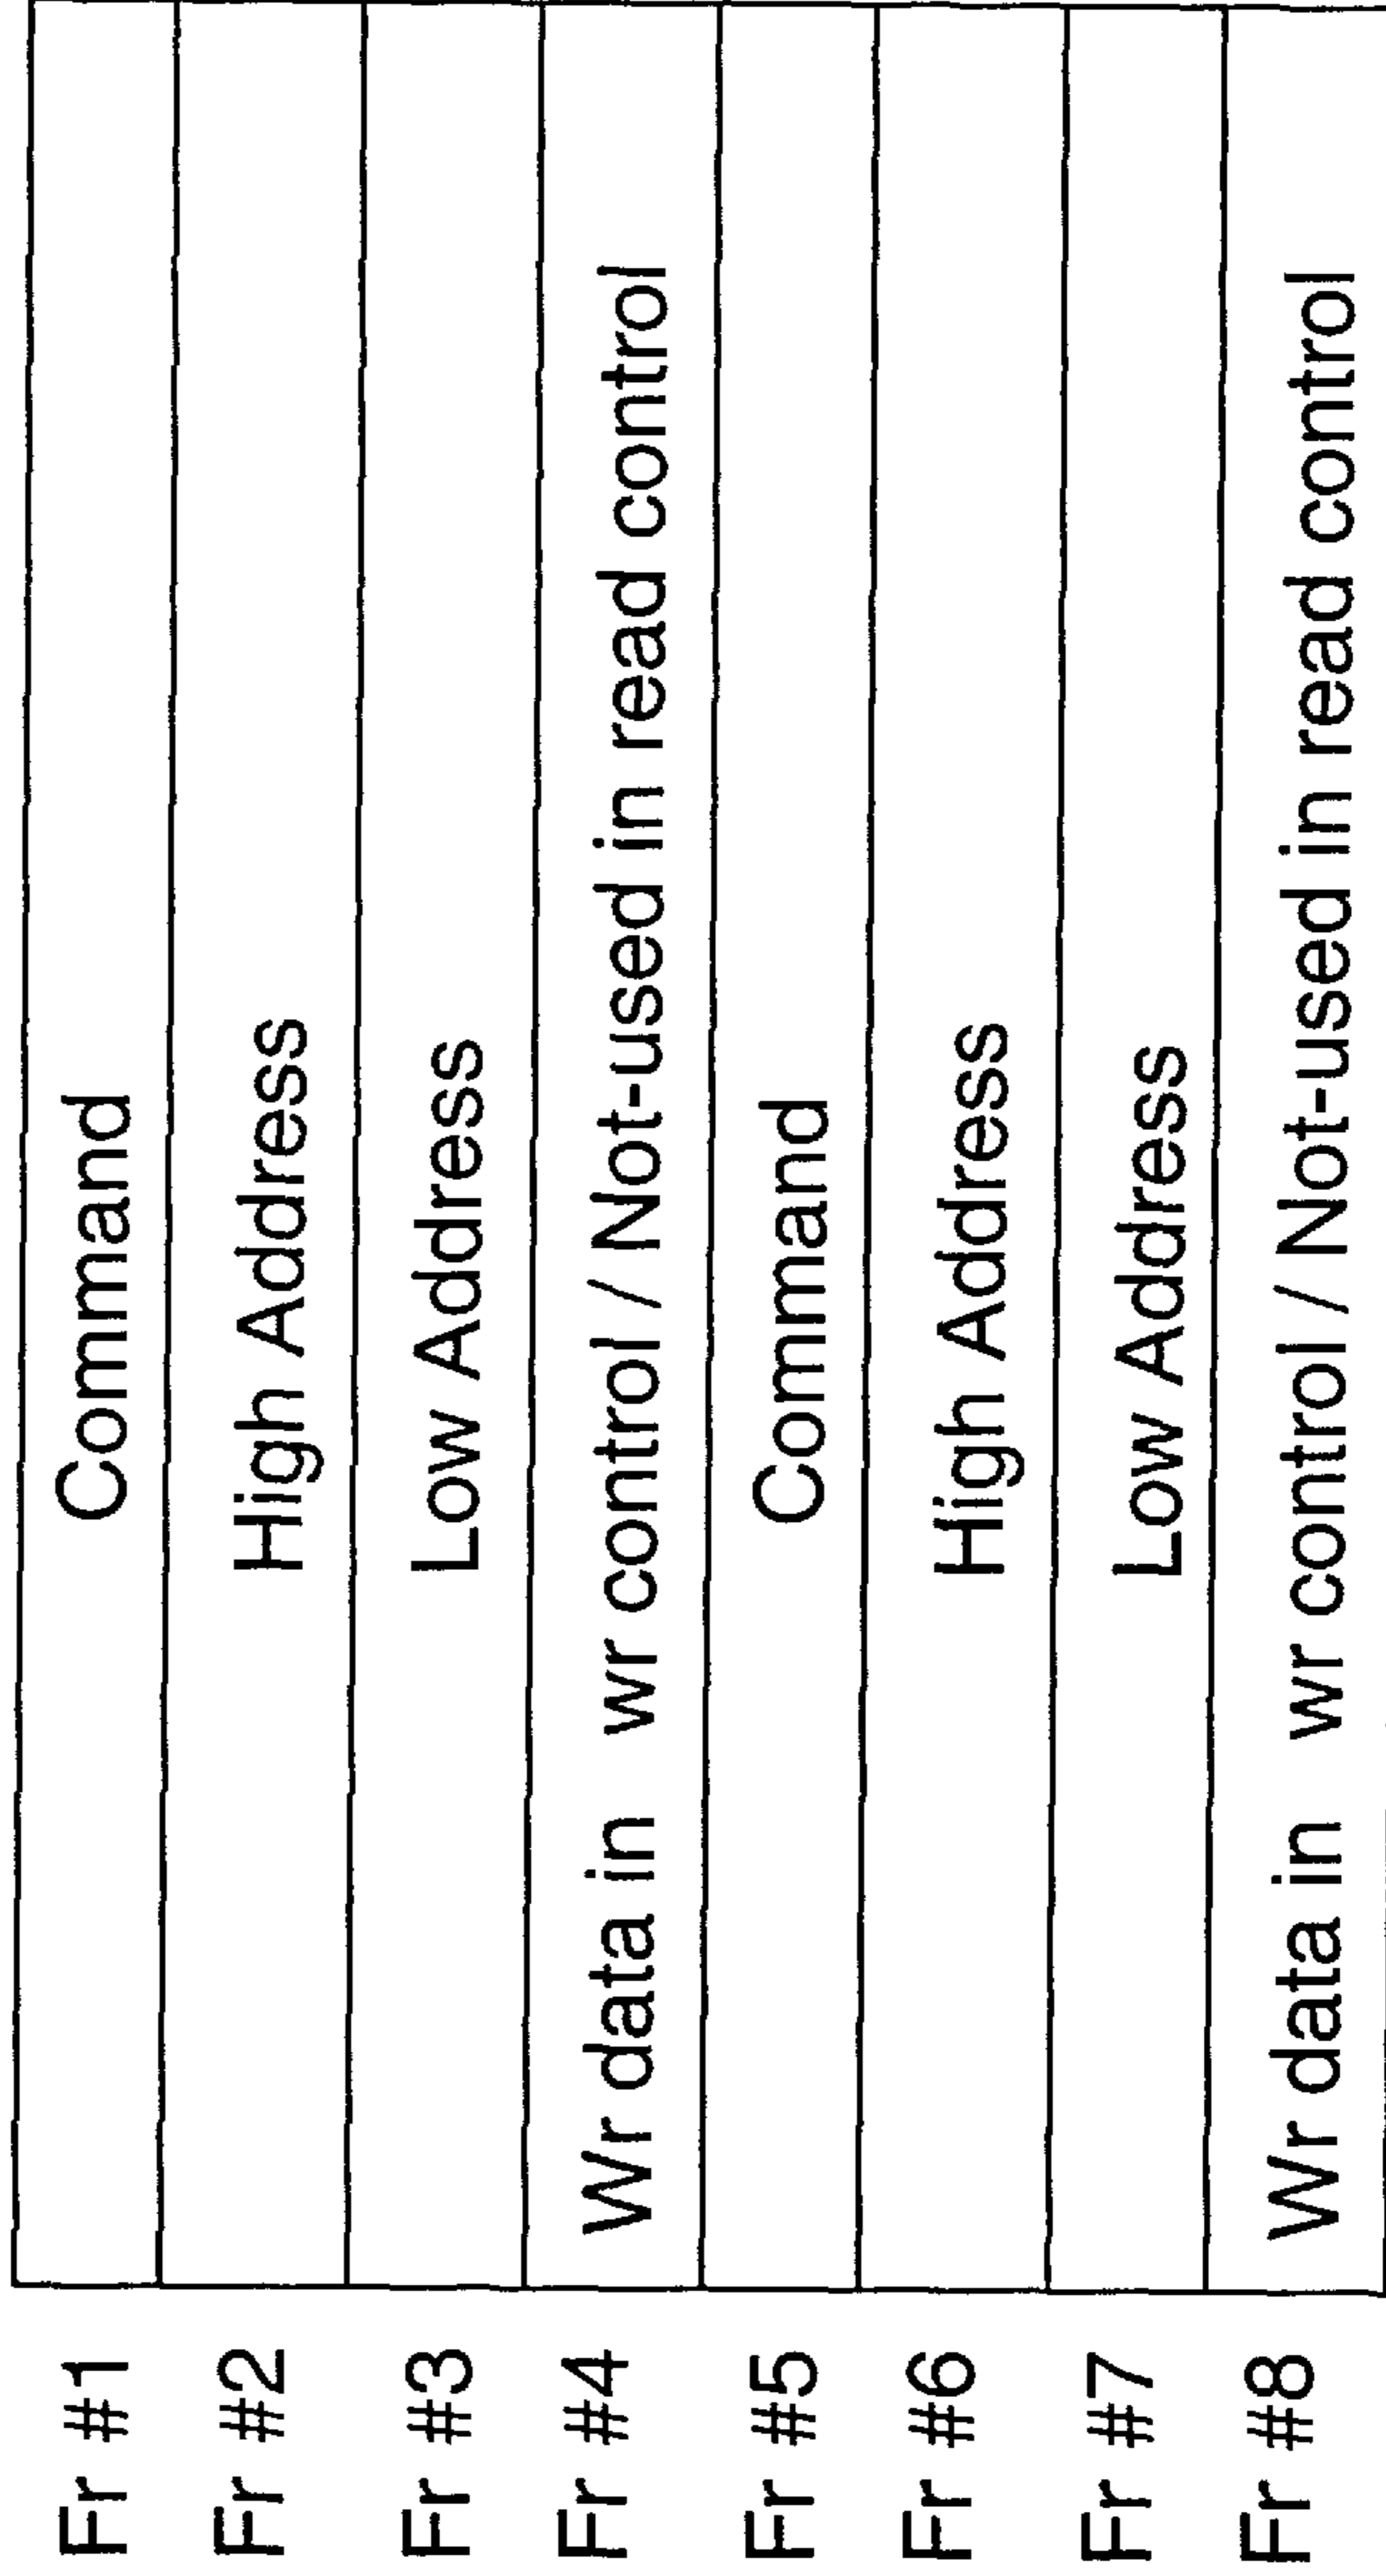 Fr #1 Command
Fr #2 High Address
Fr #3 Low Address
Fr #4 Wr data in wr control / Not-used in read control
Fr #5 Command
Fr #6 High Address
Fr #7 Low Address
Fr #8 Wr data in wr control / Not-used in read control